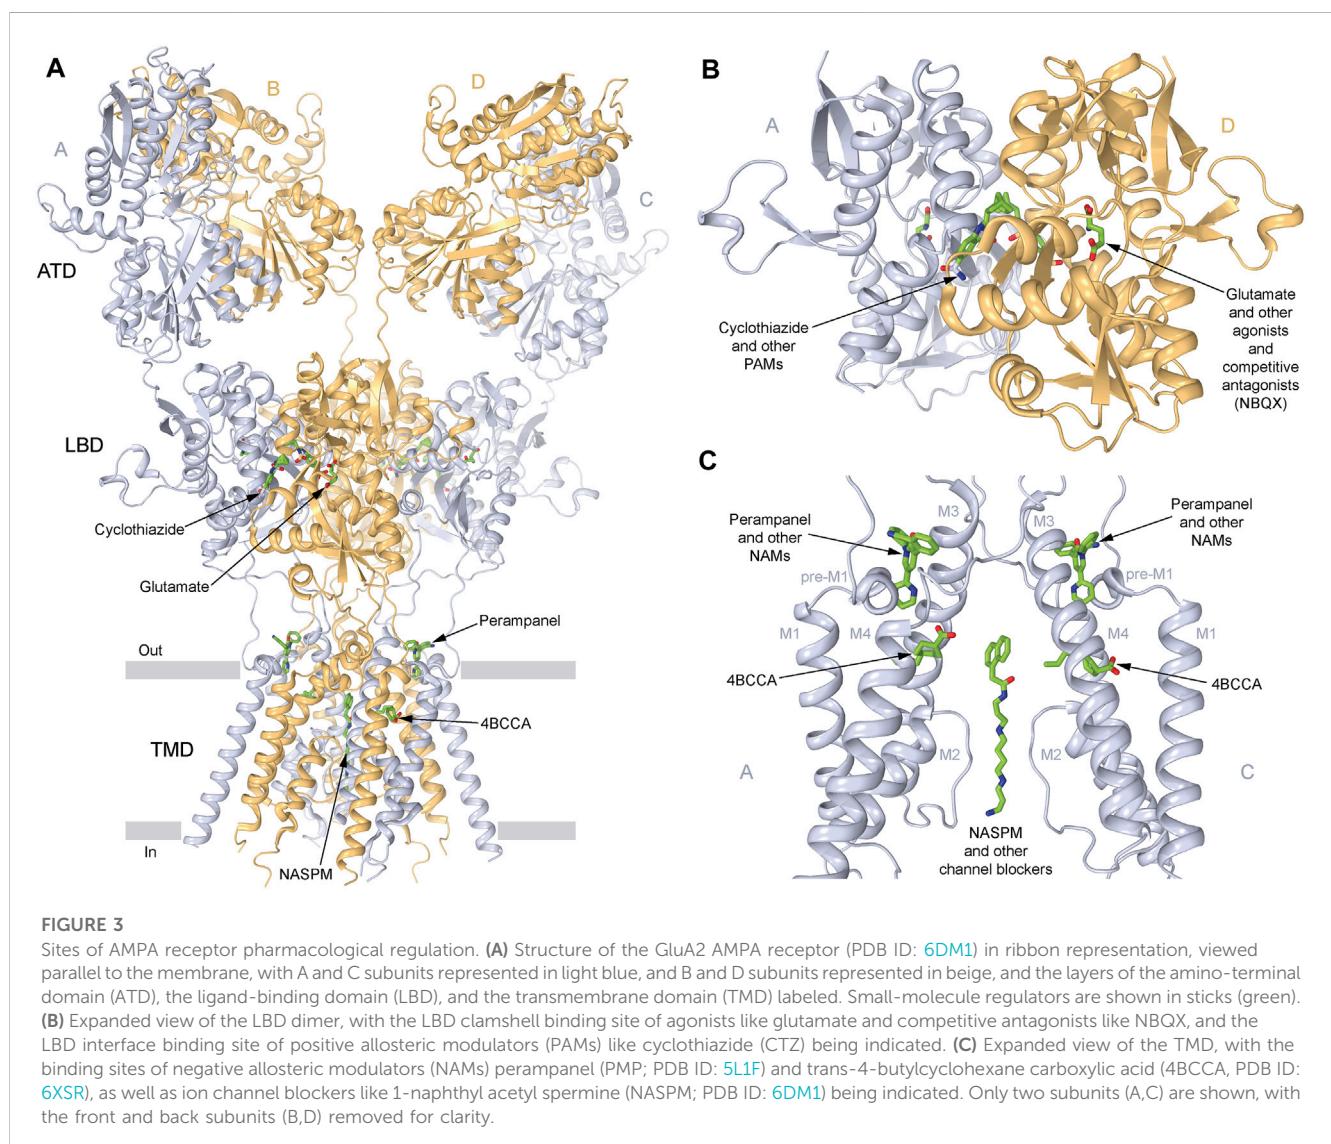 A
B
D
A
C
ATD
LBD
Cyclothiazide
Glutamate
Perampanel
Out
4BCCA
TMD
In
NASPM
B
A
D
Cyclothiazide
and other
PAMs
Glutamate
and other
agonists
and
competitive
antagonists
(NBQX)
C
Perampanel
and other
NAMs
M3
M3
Perampanel
and other
NAMs
pre-M1
pre-M1
M1
M4
M4
M1
4BCCA
4BCCA
M2
M2
A
C
NASPM
and other
channel blockers
FIGURE 3
Sites of AMPA receptor pharmacological regulation. (A) Structure of the GluA2 AMPA receptor (PDB ID: 6DM1) in ribbon representation, viewed
parallel to the membrane, with A and C subunits represented in light blue, and B and D subunits represented in beige, and the layers of the amino-terminal
domain (ATD), the ligand-binding domain (LBD), and the transmembrane domain (TMD) labeled. Small-molecule regulators are shown in sticks (green).
(B) Expanded view of the LBD dimer, with the LBD clamshell binding site of agonists like glutamate and competitive antagonists like NBQX, and the
LBD interface binding site of positive allosteric modulators (PAMs) like cyclothiazide (CTZ) being indicated. (C) Expanded view of the TMD, with the
binding sites of negative allosteric modulators (NAMs) perampanel (PMP; PDB ID: 5L1F) and trans-4-butylcyclohexane carboxylic acid (4BCCA, PDB ID:
6XSR), as well as ion channel blockers like 1-naphthyl acetyl spermine (NASPM; PDB ID: 6DM1) being indicated. Only two subunits (A,C) are shown, with
the front and back subunits (B,D) removed for clarity.